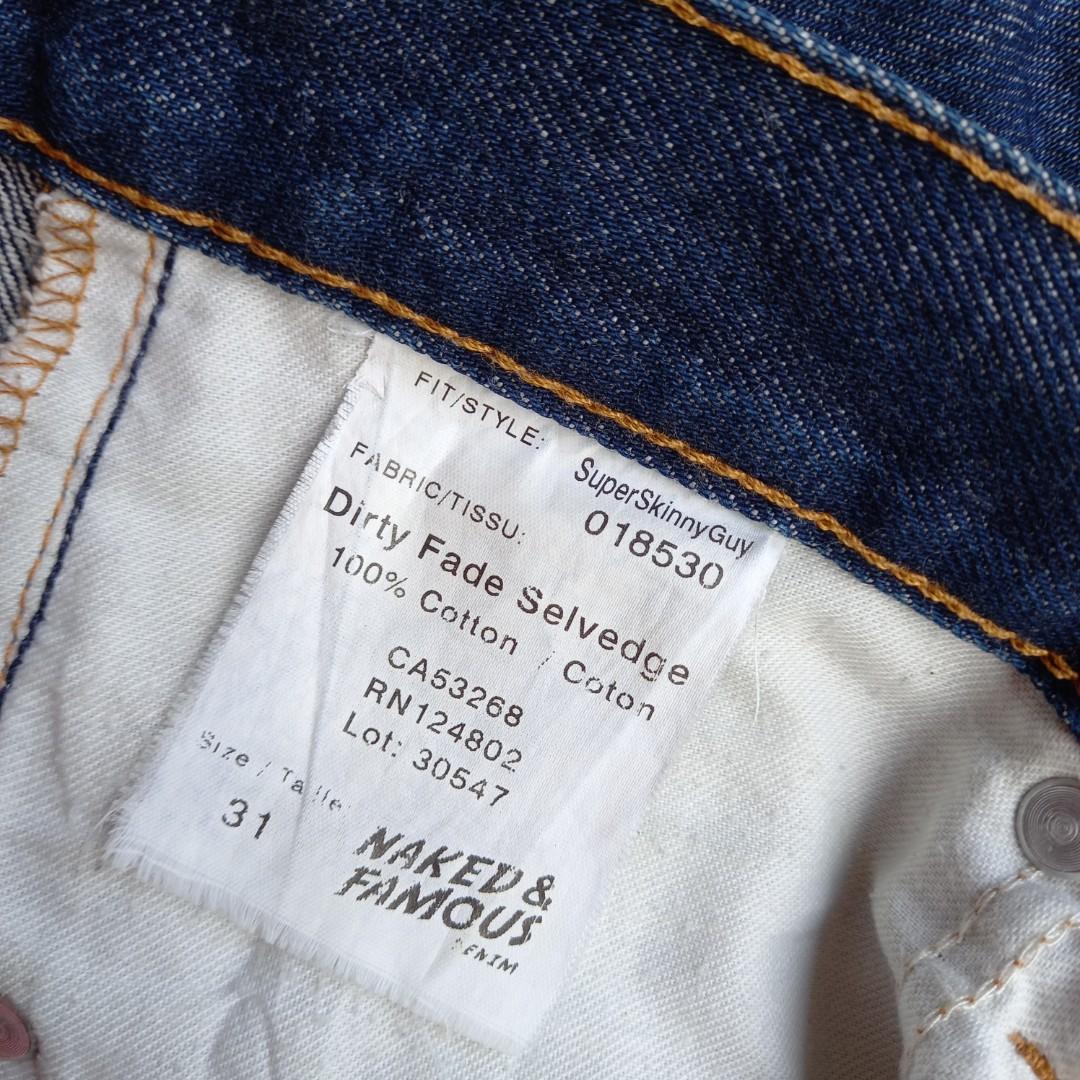 FIT/STYLE: SuperSkinnyGuy
018530
FABRIC/TISSU:
Dirty Fade Selvedge
100% Cotton / Coton
CA53268
RN124802
Lot: 30547
Size / Taille:
31
NAKED &
FAMOUS
DENIM